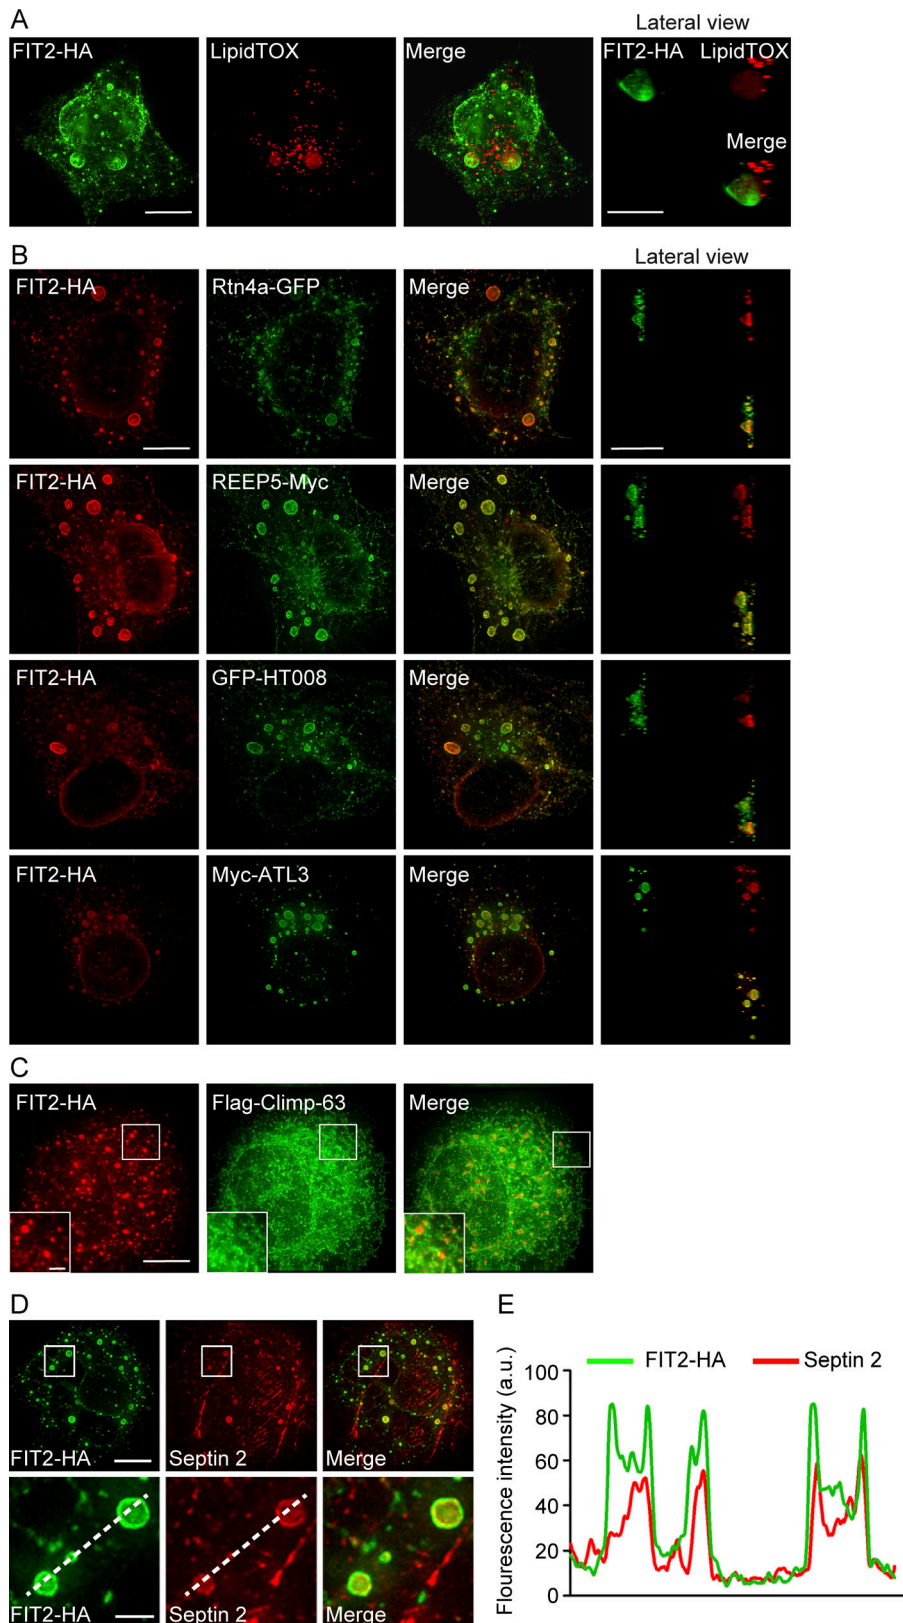 A
Lateral view
FIT2-HA LipidTOX Merge FIT2-HA LipidTOX
Merge
B
Lateral view
FIT2-HA Rtn4a-GFP Merge
FIT2-HA REEP5-Myc Merge
FIT2-HA GFP-HT008 Merge
FIT2-HA Myc-ATL3 Merge
C
FIT2-HA Flag-Climp-63 Merge
D
FIT2-HA Septin 2 Merge
FIT2-HA Septin 2 Merge
E
FIT2-HA Septin 2
Flourescence intensity (a.u.)
100
80
60
40
20
0